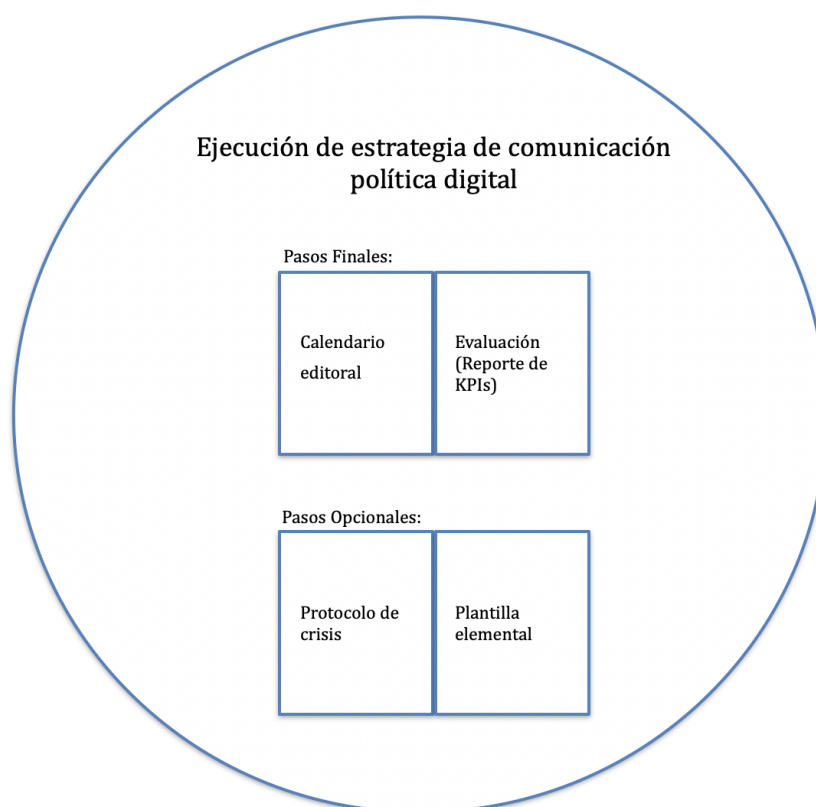 Ejecución de estrategia de comunicación
política digital
Pasos Finales:
Calendario
editoral
Evaluación
(Reporte de
KPIs)
Pasos Opcionales:
Protocolo de
crisis
Plantilla
elemental